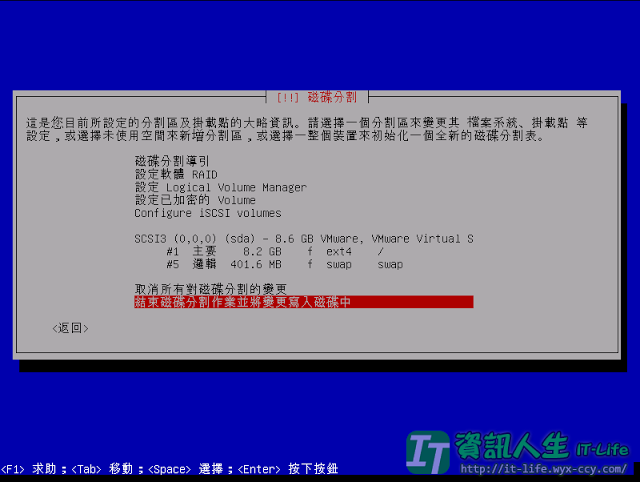 [!!] 磁碟分割
這是您目前所設定的分割區及掛載點的大略資訊。請選擇一個分割區來變更其 檔案系統、掛載點 等
設定,或選擇未使用空間來新增分割區,或選擇一整個裝置來初始化一個全新的磁碟分割表。
磁碟分割導引
設定軟體 RAID
設定 Logical Volume Manager
設定已加密的 Volume
Configure iSCSI volumes
SCSI3 (0,0,0) (sda) - 8.6 GB VMware, VMware Virtual S
#1 主要 8.2 GB f ext4 /
#5 邏輯 401.6 MB f swap swap
取消所有對磁碟分割的變更
結束磁碟分割作業並將變更寫入磁碟中
<返回>
IT 資訊人生 IT-Life
http://it-life.wyx-ccy.com/
<F1> 求助;<Tab> 移動;<Space> 選擇;<Enter> 按下按鈕